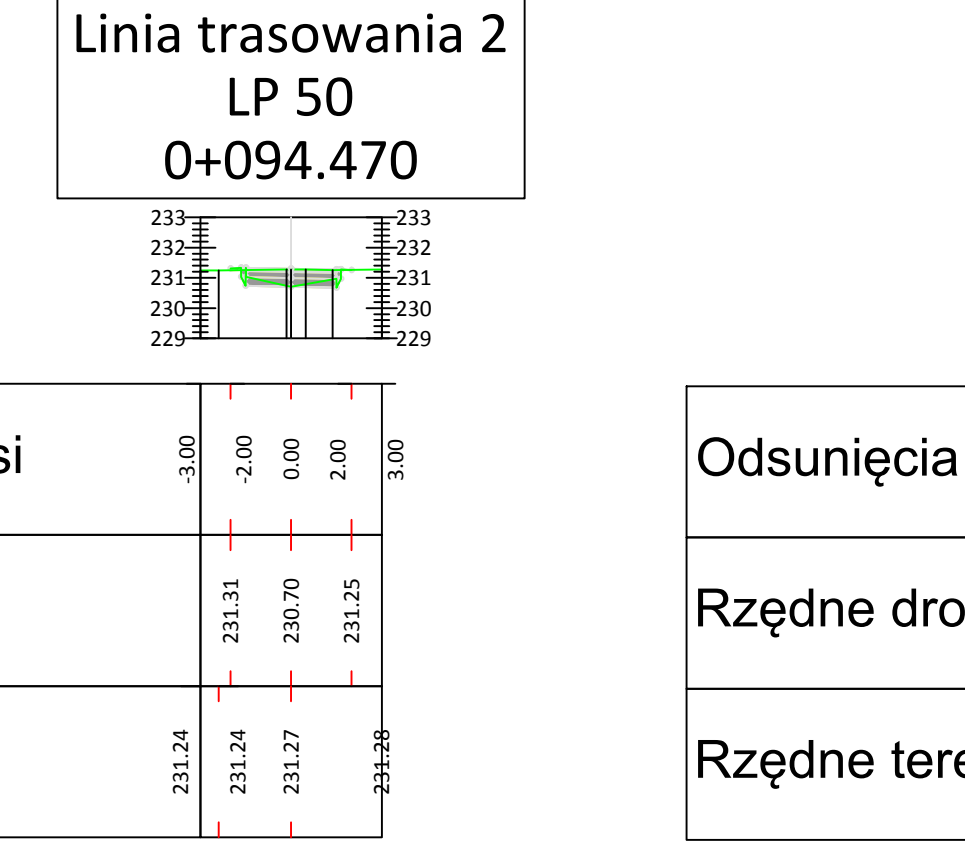 Linia trasowania 2
LP 50
0+094.470
233 233
232 232
231 231
230 230
229 229
si -3.00 -2.00 0.00 2.00 3.00 Odsunięcia
231.31 230.70 231.25 Rzędne dro
231.24 231.24 231.27 231.28 Rzędne tere